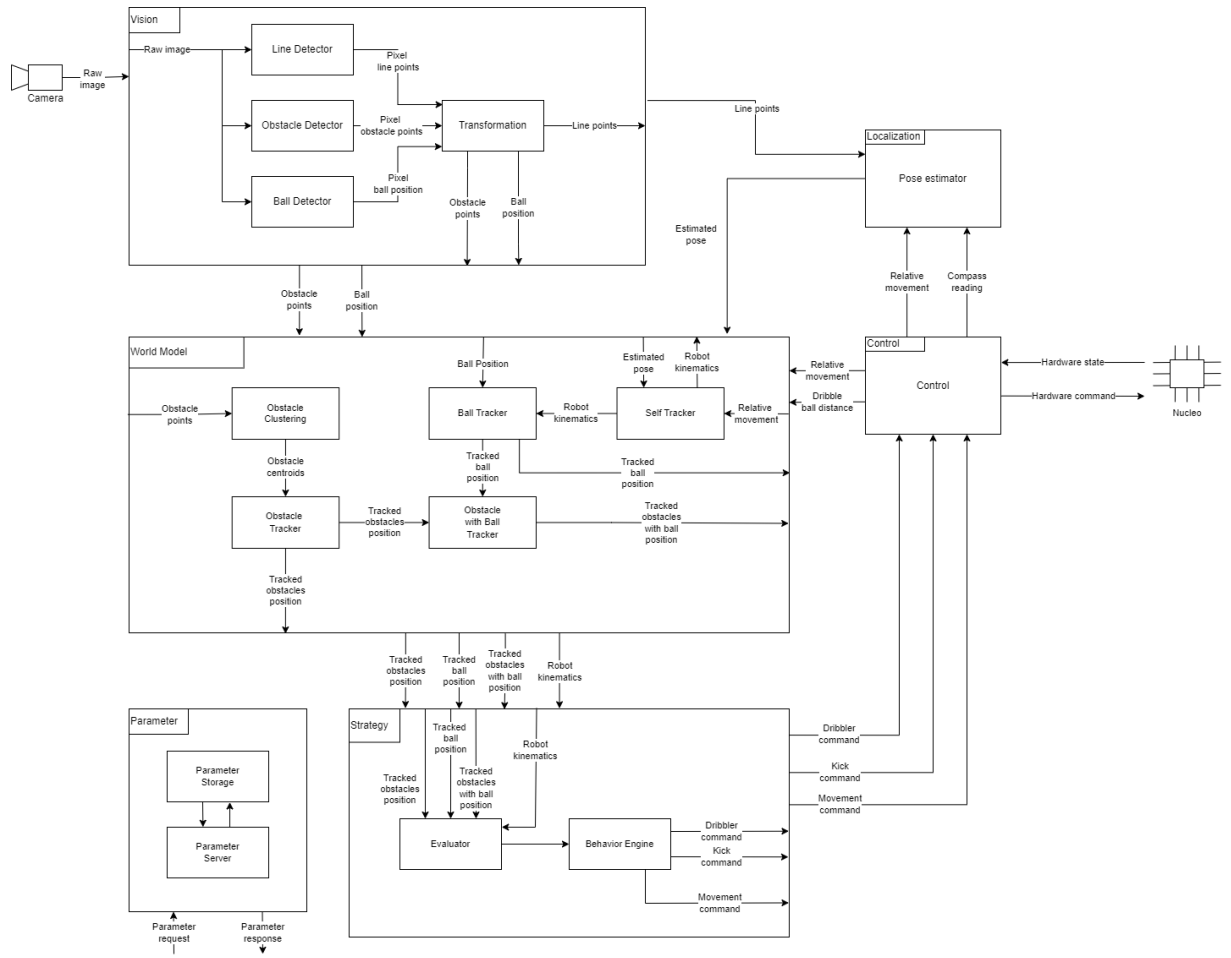 Vision
Raw image
Line Detector
Pixel
line points
Raw
image
Camera
Obstacle Detector
Pixel
obstacle points
Transformation
Line points
Line points
Ball Detector
Pixel
ball position
Obstacle
points
Ball
position
Localization
Pose estimator
Estimated
pose
Relative
movement
Compass
reading
Obstacle
points
Ball
position
World Model
Ball Position
Estimated
pose
Robot
kinematics
Obstacle
points
Obstacle
Clustering
Ball Tracker
Robot
kinematics
Self Tracker
Relative
movement
Relative
movement
Dribble
ball distance
Control
Control
Hardware state
Hardware command
Nucleo
Obstacle
centroids
Tracked
ball
position
Tracked
ball
position
Obstacle
Tracker
Tracked
obstacles
position
Obstacle
with Ball
Tracker
Tracked
obstacles
with ball
position
Tracked
obstacles
position
Tracked
obstacles
position
Tracked
ball
position
Tracked
obstacles
with ball
position
Robot
kinematics
Parameter
Parameter
Storage
Parameter
Server
Parameter
request
Parameter
response
Strategy
Tracked
obstacles
position
Tracked
ball
position
Tracked
obstacles
with ball
position
Robot
kinematics
Evaluator
Behavior Engine
Dribbler
command
Kick
command
Movement
command
Dribbler
command
Kick
command
Movement
command